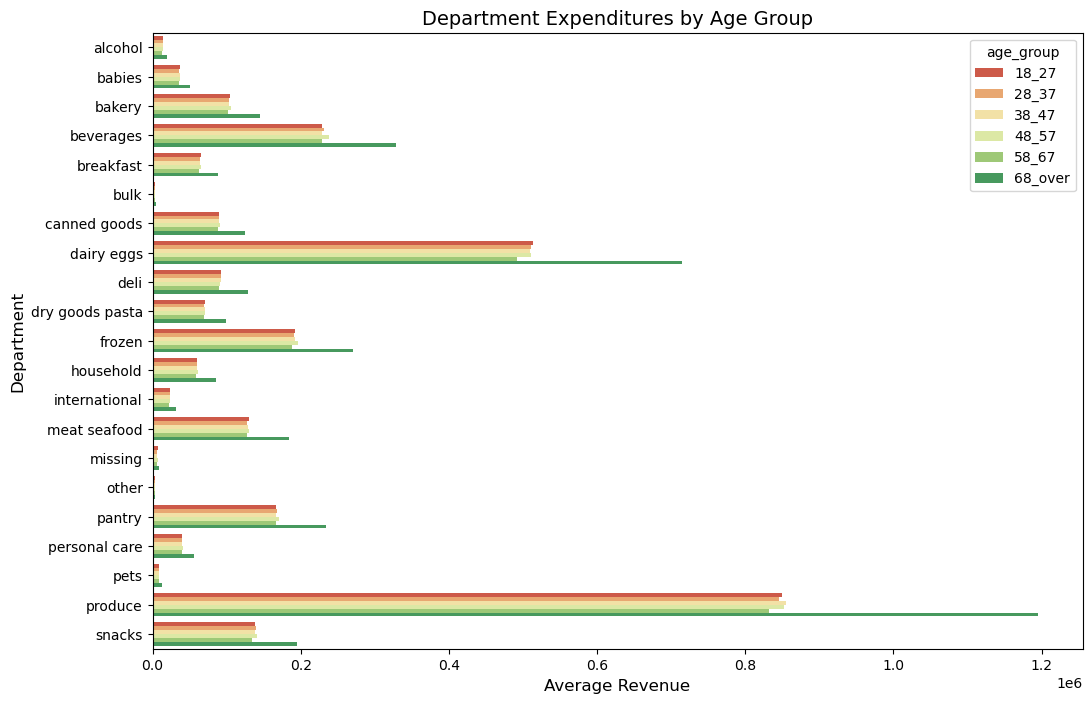 Department Expenditures by Age Group
Department
alcohol
babies
bakery
beverages
breakfast
bulk
canned goods
dairy eggs
deli
dry goods pasta
frozen
household
international
meat seafood
missing
other
pantry
personal care
pets
produce
snacks
age_group
18_27
28_37
38_47
48_57
58_67
68_over
0.0 0.2 0.4 0.6 0.8 1.0 1.2
1e6
Average Revenue